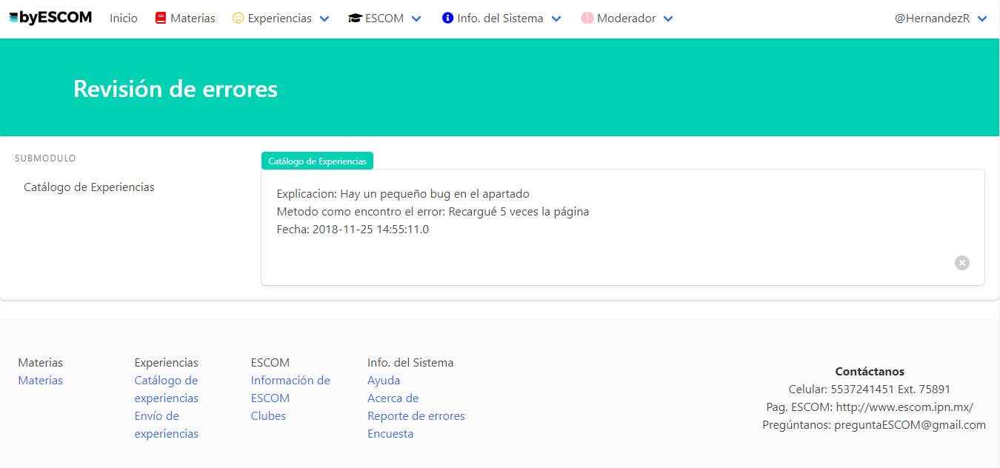 byESCOM Inicio Materias Experiencias ESCOM Info. del Sistema Moderador @HernandezR
Revisión de errores
SUBMODULO
Catálogo de Experiencias
Catálogo de Experiencias
Explicacion: Hay un pequeño bug en el apartado
Metodo como encontro el error: Recargué 5 veces la página
Fecha: 2018-11-25 14:55:11.0
Materias
Materias
Experiencias
Catálogo de
experiencias
Envío de
experiencias
ESCOM
Información de
ESCOM
Clubes
Info. del Sistema
Ayuda
Acerca de
Reporte de errores
Encuesta
Contáctanos
Celular: 5537241451 Ext. 75891
Pag. ESCOM: http://www.escom.ipn.mx/
Pregúntanos: preguntaESCOM@gmail.com